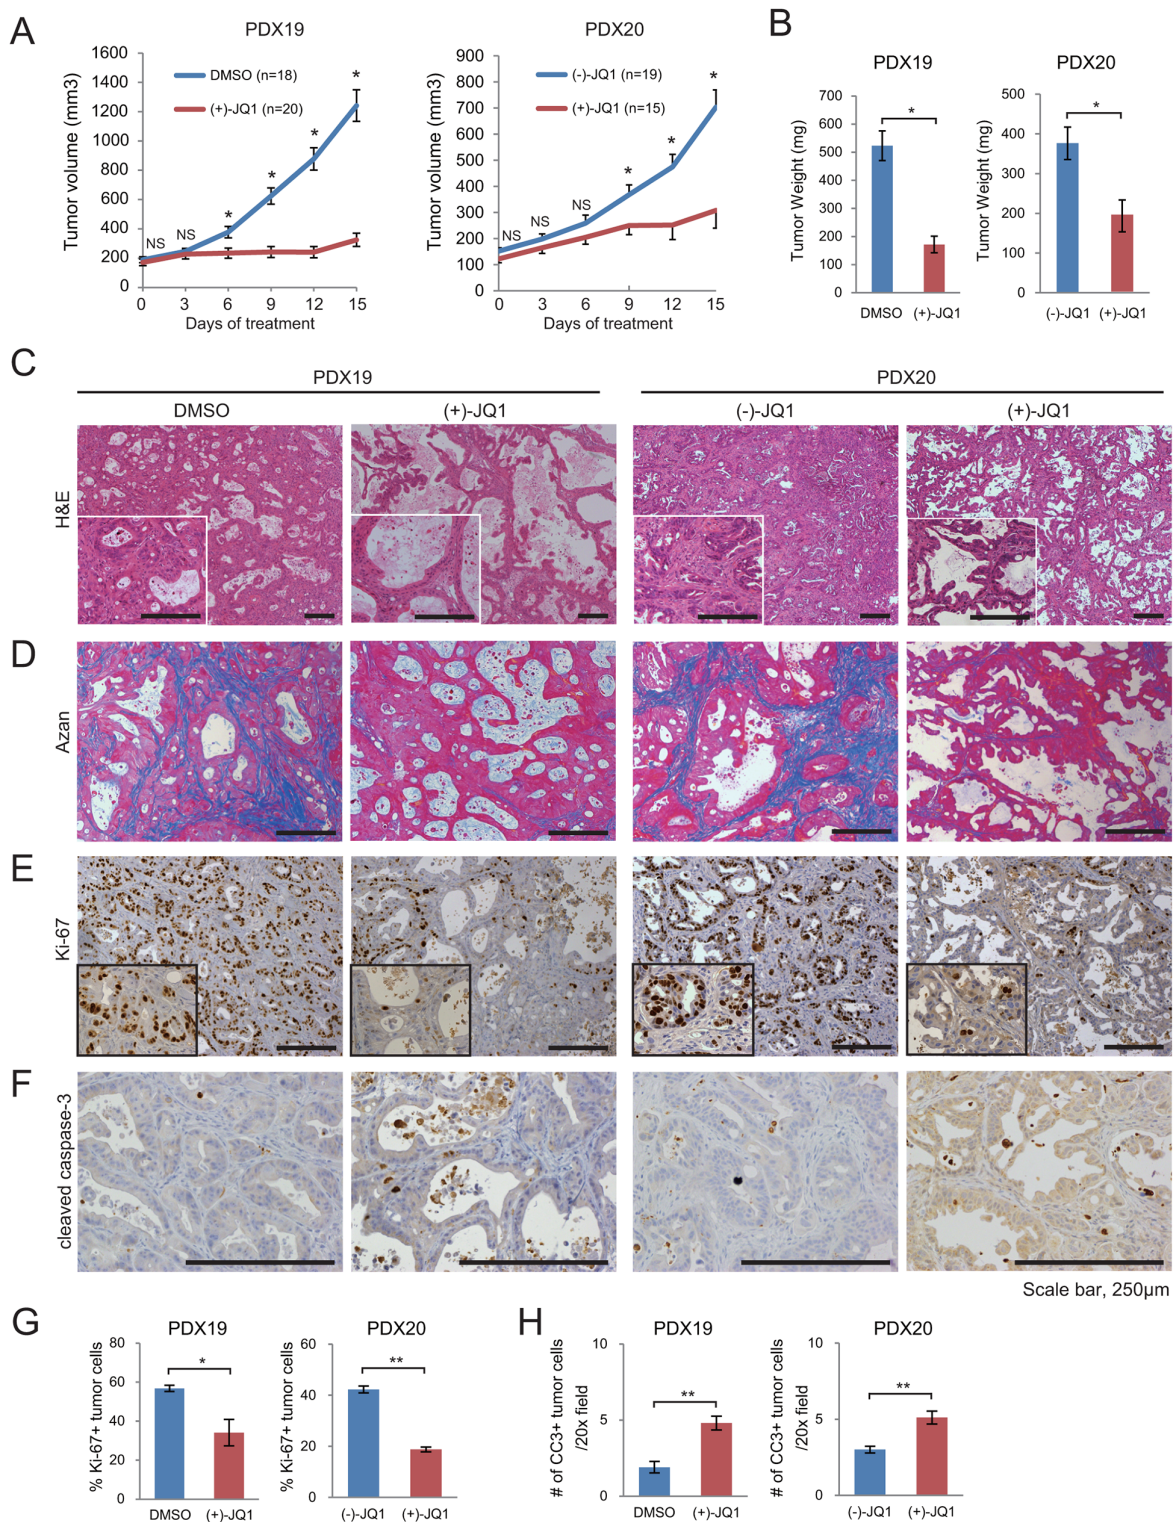 A
PDX19
Tumor volume (mm3)
1600
1400
1200
1000
800
600
400
200
0
DMSO (n=18)
(+)-JQ1 (n=20)
NS
NS
*
*
*
*
0
3
6
9
12
15
Days of treatment
PDX20
Tumor volume (mm3)
900
800
700
600
500
400
300
200
100
0
(-)-JQ1 (n=19)
(+)-JQ1 (n=15)
NS
NS
NS
*
*
*
0
3
6
9
12
15
Days of treatment
B
PDX19
Tumor Weight (mg)
700
600
500
400
300
200
100
0
*
DMSO
(+)-JQ1
PDX20
Tumor Weight (mg)
500
400
300
200
100
0
*
(-)-JQ1
(+)-JQ1
C
PDX19
PDX20
DMSO
(+)-JQ1
(-)-JQ1
(+)-JQ1
H&E
D
Azan
E
Ki-67
F
cleaved caspase-3
Scale bar, 250μm
G
PDX19
% Ki-67+ tumor cells
80
60
40
20
0
*
DMSO
(+)-JQ1
PDX20
% Ki-67+ tumor cells
60
40
20
0
**
(-)-JQ1
(+)-JQ1
H
PDX19
# of CC3+ tumor cells
/20x field
10
5
0
**
DMSO
(+)-JQ1
PDX20
# of CC3+ tumor cells
/20x field
10
5
0
**
(-)-JQ1
(+)-JQ1